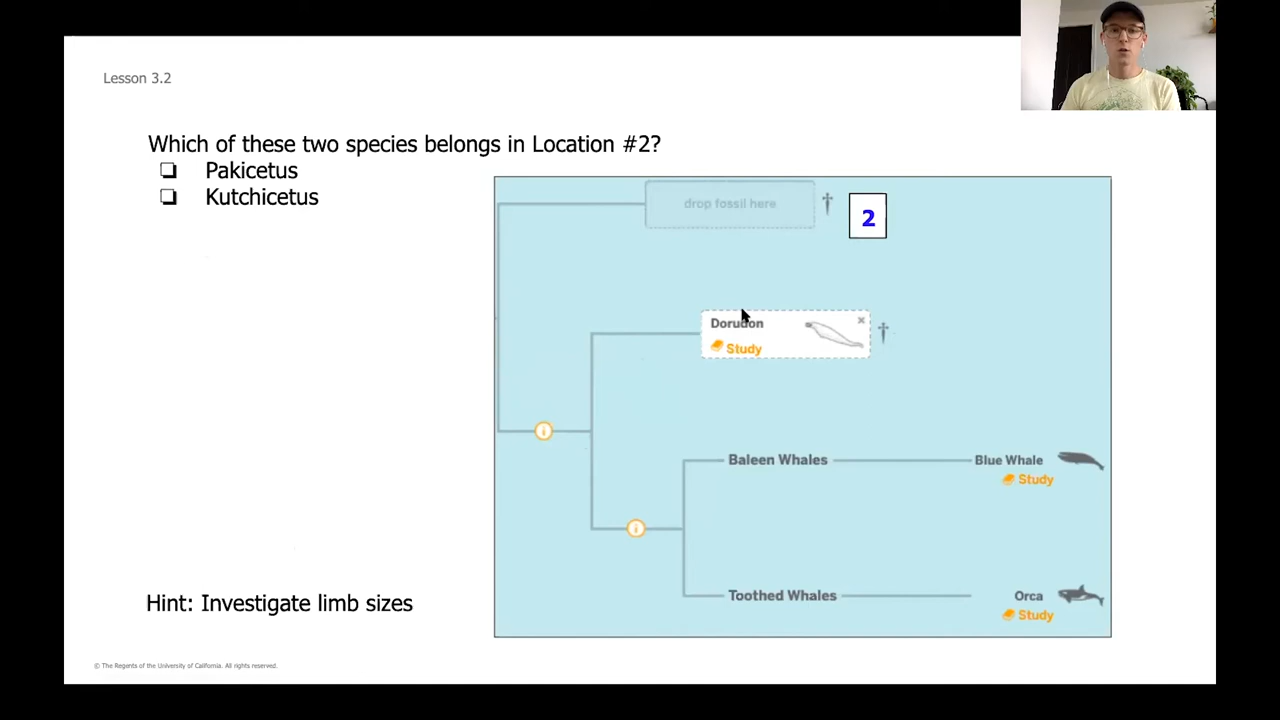 Lesson 3.2
Which of these two species belongs in Location #2?
❏ Pakicetus
❏ Kutchicetus
drop fossil here †
2
Dorudon ×
Study
†
i
Baleen Whales
Blue Whale
Study
i
Toothed Whales
Orca
Study
Hint: Investigate limb sizes
© The Regents of the University of California. All rights reserved.